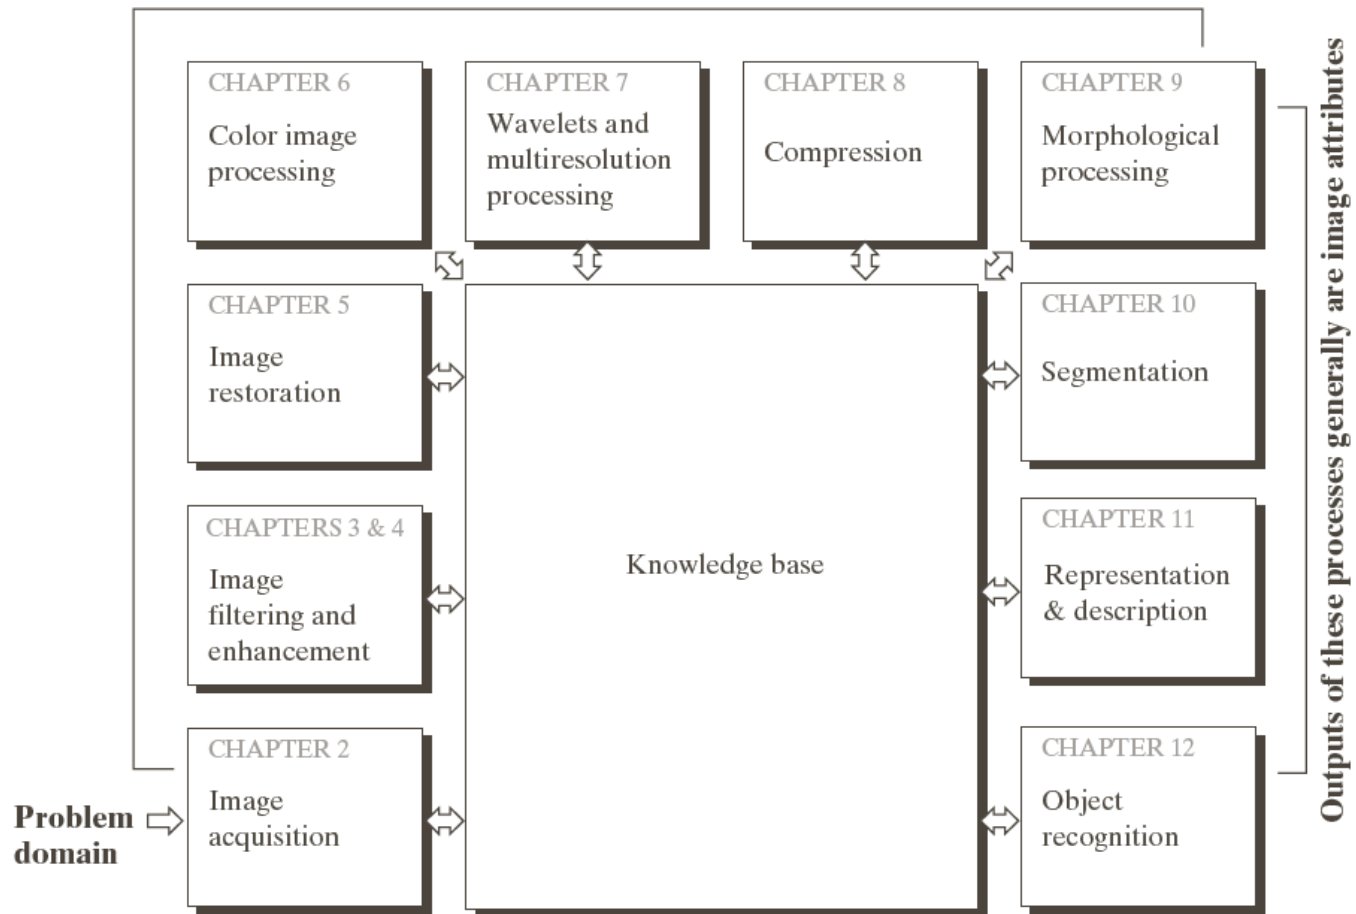 CHAPTER 6
Color image
processing
CHAPTER 7
Wavelets and
multiresolution
processing
CHAPTER 8
Compression
CHAPTER 9
Morphological
processing
CHAPTER 5
Image
restoration
CHAPTER 10
Segmentation
CHAPTERS 3 & 4
Image
filtering and
enhancement
Knowledge base
CHAPTER 11
Representation
& description
Problem
domain
CHAPTER 2
Image
acquisition
CHAPTER 12
Object
recognition
Outputs of these processes generally are image attributes